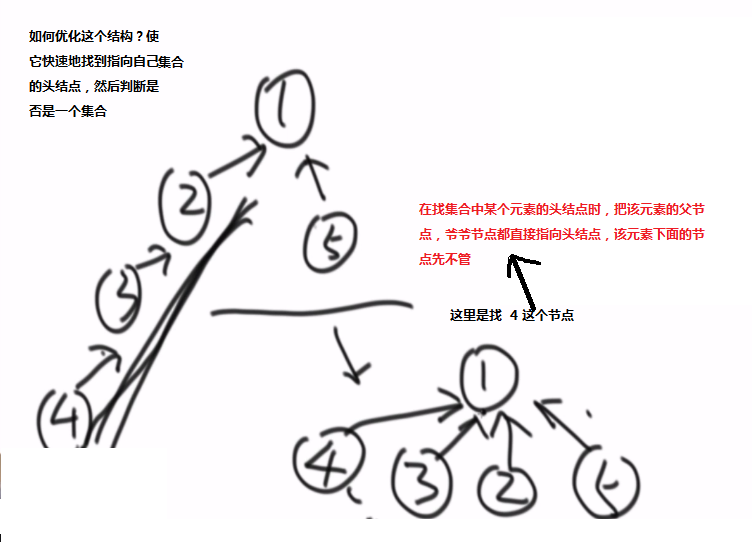 如何优化这个结构？使
它快速地找到指向自己集合
的头结点，然后判断是
否是一个集合
1
2
5
3
4
在找集合中某个元素的头结点时，把该元素的父节
点，爷爷节点都直接指向头结点，该元素下面的节
点先不管
这里是找 4 这个节点
1
4
3
2